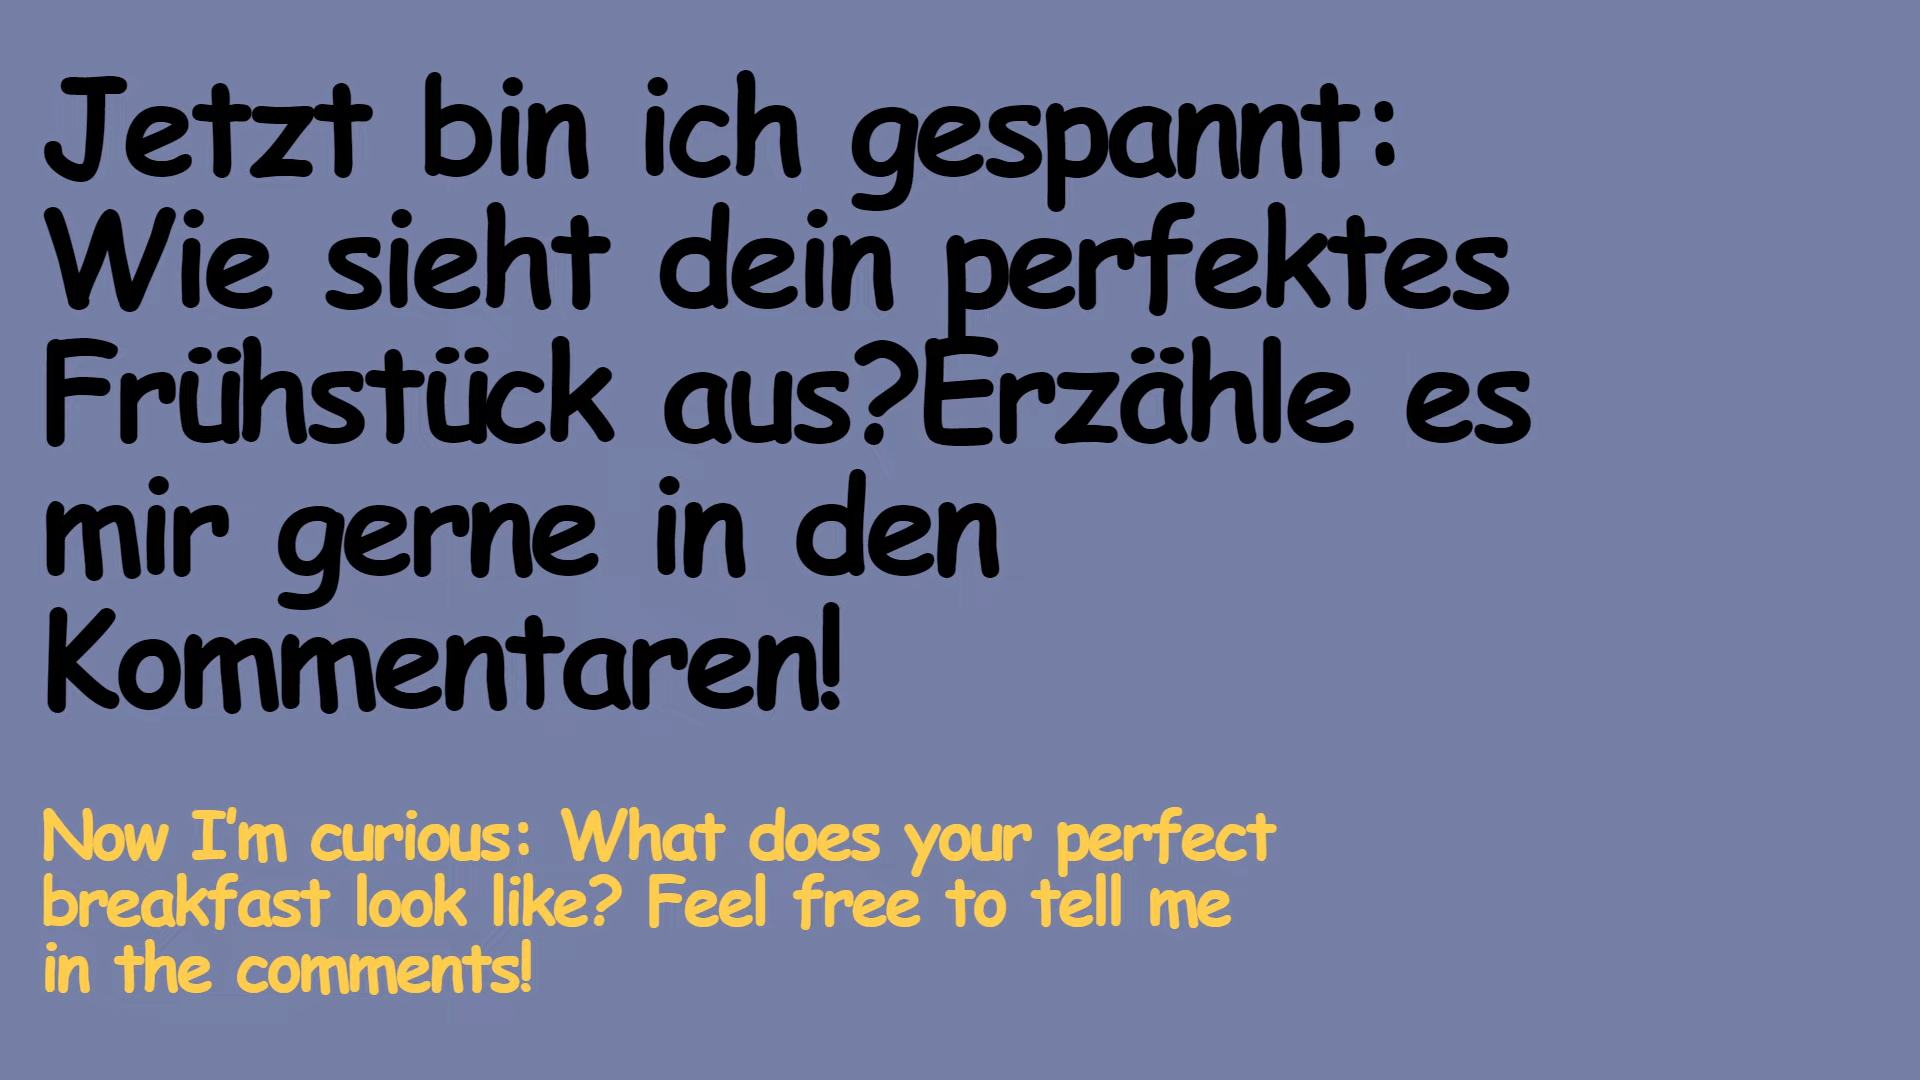 Jetzt bin ich gespannt:
Wie sieht dein perfektes
Frühstück aus?Erzähle es
mir gerne in den
Kommentaren!
Now I'm curious: What does your perfect
breakfast look like? Feel free to tell me
in the comments!